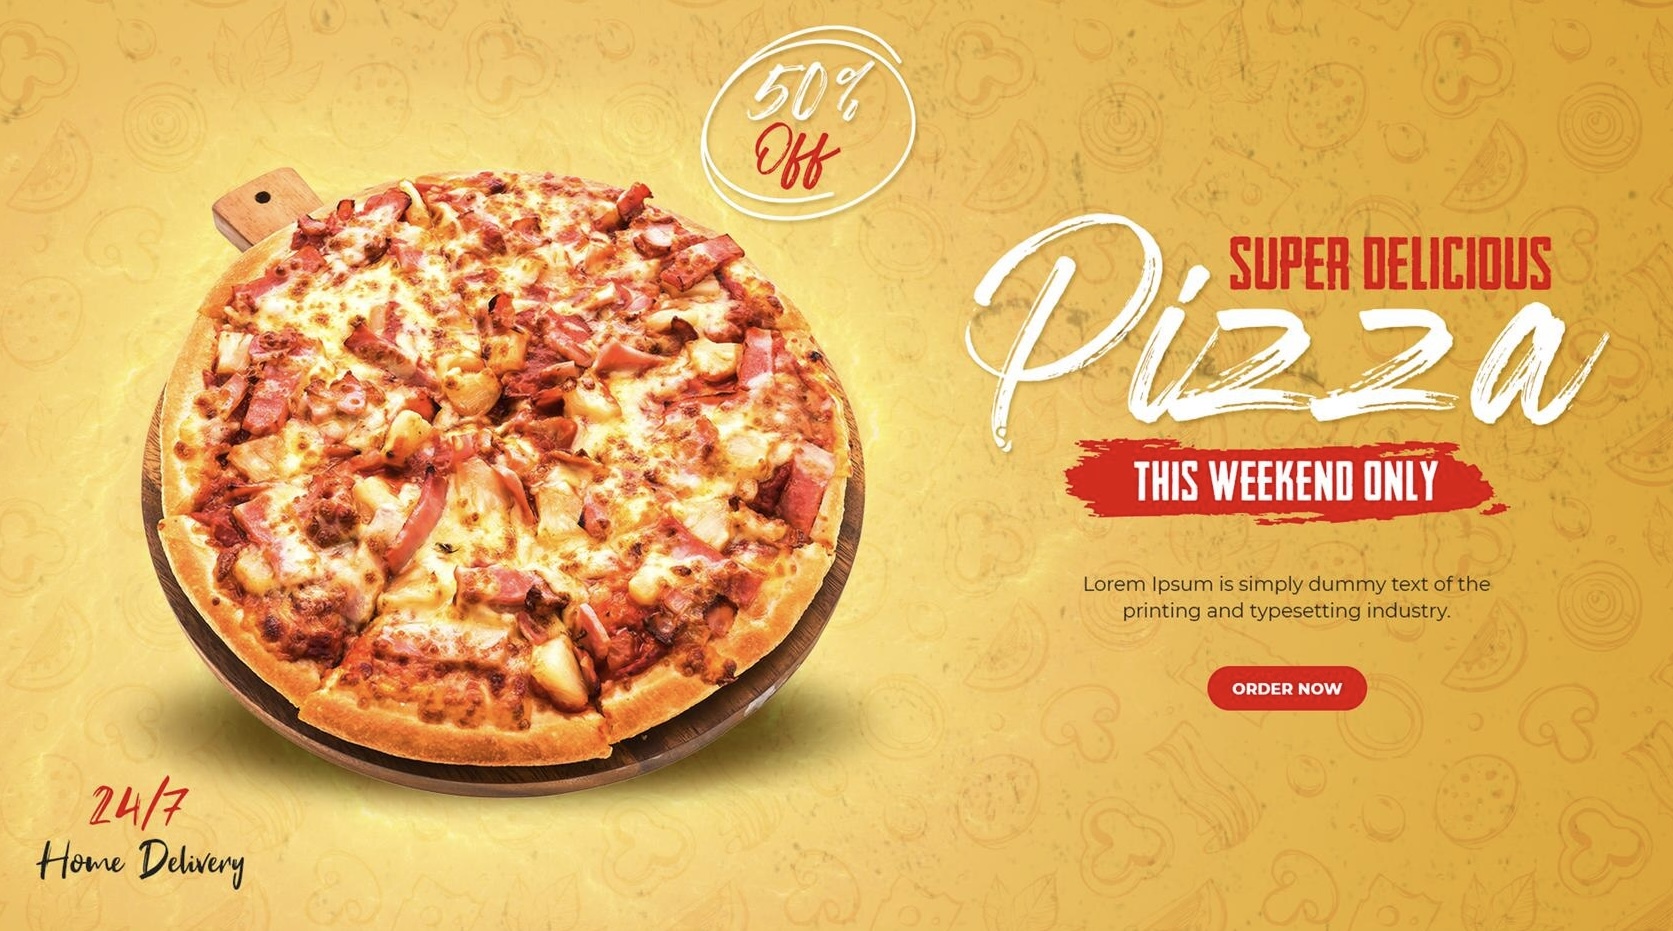 50%
Off
SUPER DELICIOUS
Pizza
THIS WEEKEND ONLY
Lorem Ipsum is simply dummy text of the
printing and typesetting industry.
ORDER NOW
24/7
Home Delivery